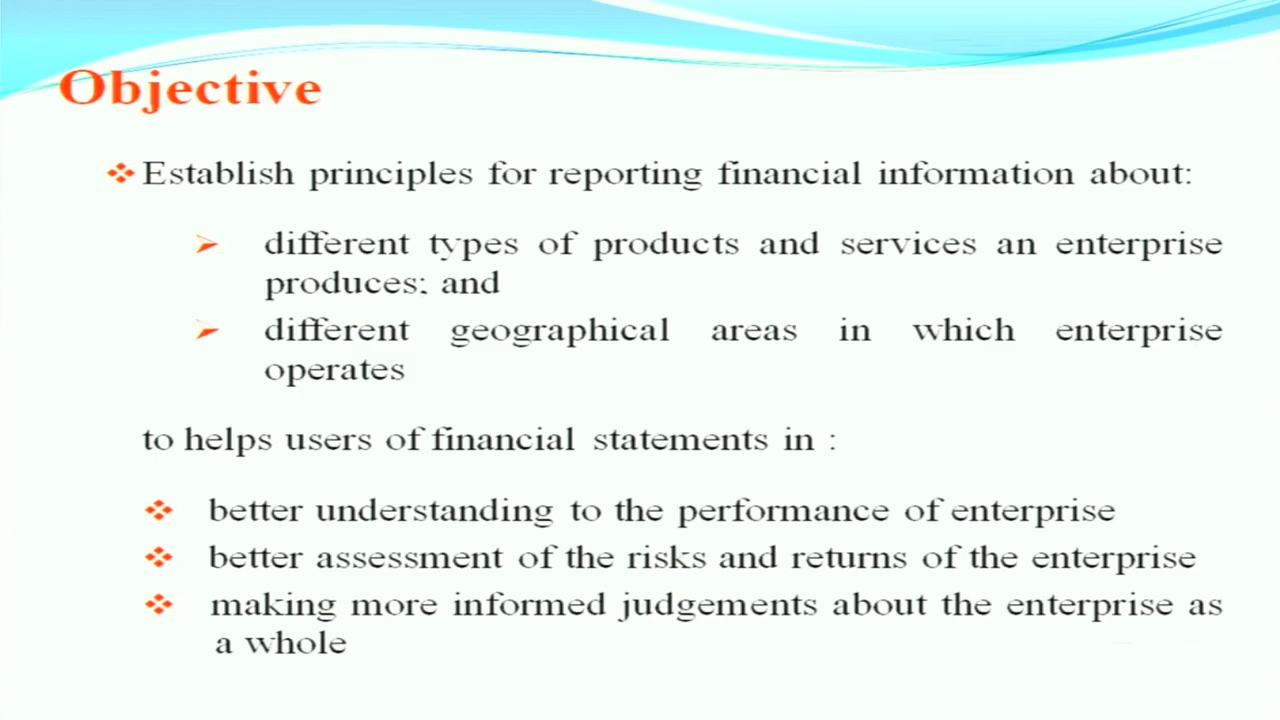 Objective
Establish principles for reporting financial information about:
different types of products and services an enterprise
produces; and
different geographical areas in which enterprise
operates
to helps users of financial statements in :
better understanding to the performance of enterprise
better assessment of the risks and returns of the enterprise
making more informed judgements about the enterprise as
a whole